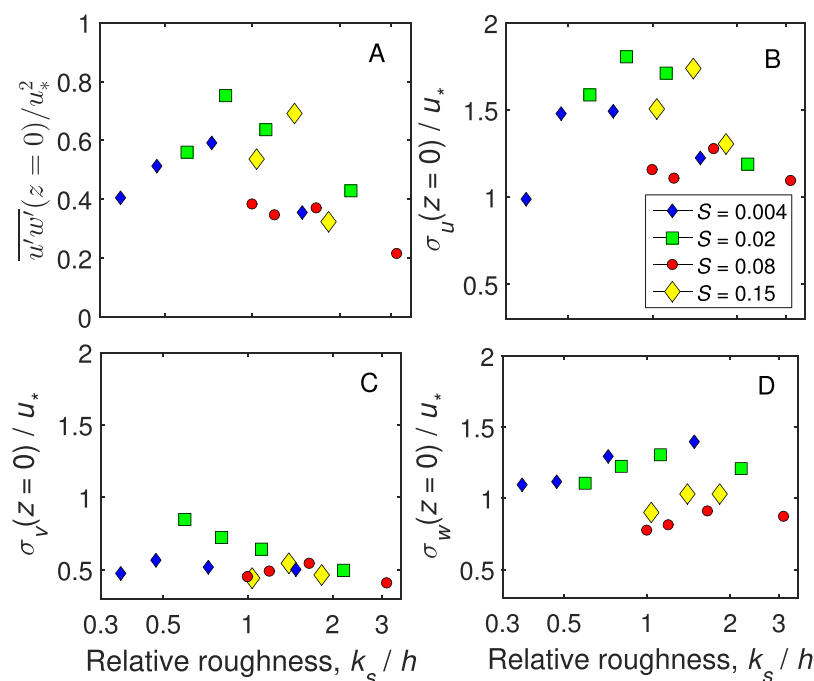 A
1
0.8
0.6
0.4
0.2
0
u'w'(z = 0)/u*²
B
2
1.5
1
0.5
σu(z = 0) / u*
S = 0.004
S = 0.02
S = 0.08
S = 0.15
C
2
1.5
1
0.5
σv(z = 0) / u*
0.3 0.5 1 2 3
Relative roughness, ks / h
D
2
1.5
1
0.5
σw(z = 0) / u*
0.3 0.5 1 2 3
Relative roughness, ks / h